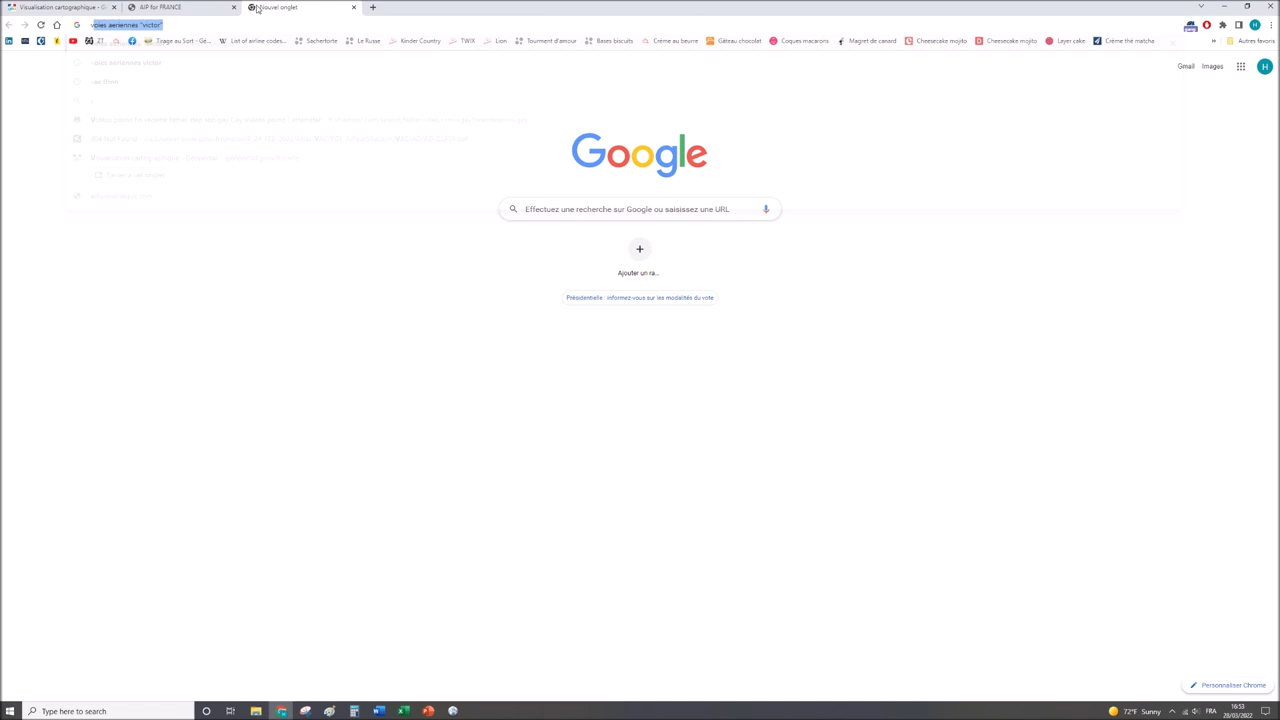 Visualisation cartographique - G
AIP for FRANCE
Nouvel onglet
voies aeriennes "victor"
Tirage au Sort - Ge...
List of airline codes...
Sachertorte
Le Russe
Kinder Country
TWIX
Lion
Tourment d'amour
Bases biscuits
Crème au beurre
Gâteau chocolat
Coques macarons
Magret de canard
Cheesecake mojito
Cheesecake mojito
Layer cake
Crème thé matcha
»
Autres favoris
voies aeriennes victor
Gmail
Images
H
Google
Effectuez une recherche sur Google ou saisissez une URL
Ajouter un ra...
Présidentielle : informez-vous sur les modalités du vote
Personnaliser Chrome
Type here to search
72°F Sunny
FRA
16:53
28/03/2022